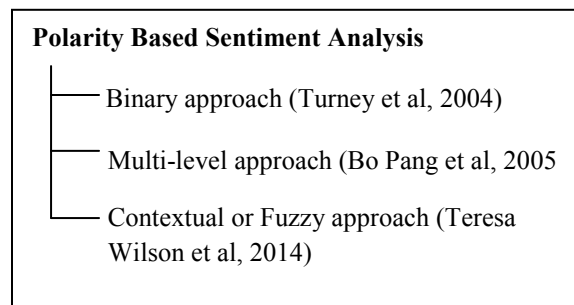 Polarity Based Sentiment Analysis
Binary approach (Turney et al, 2004)
Multi-level approach (Bo Pang et al, 2005
Contextual or Fuzzy approach (Teresa
Wilson et al, 2014)